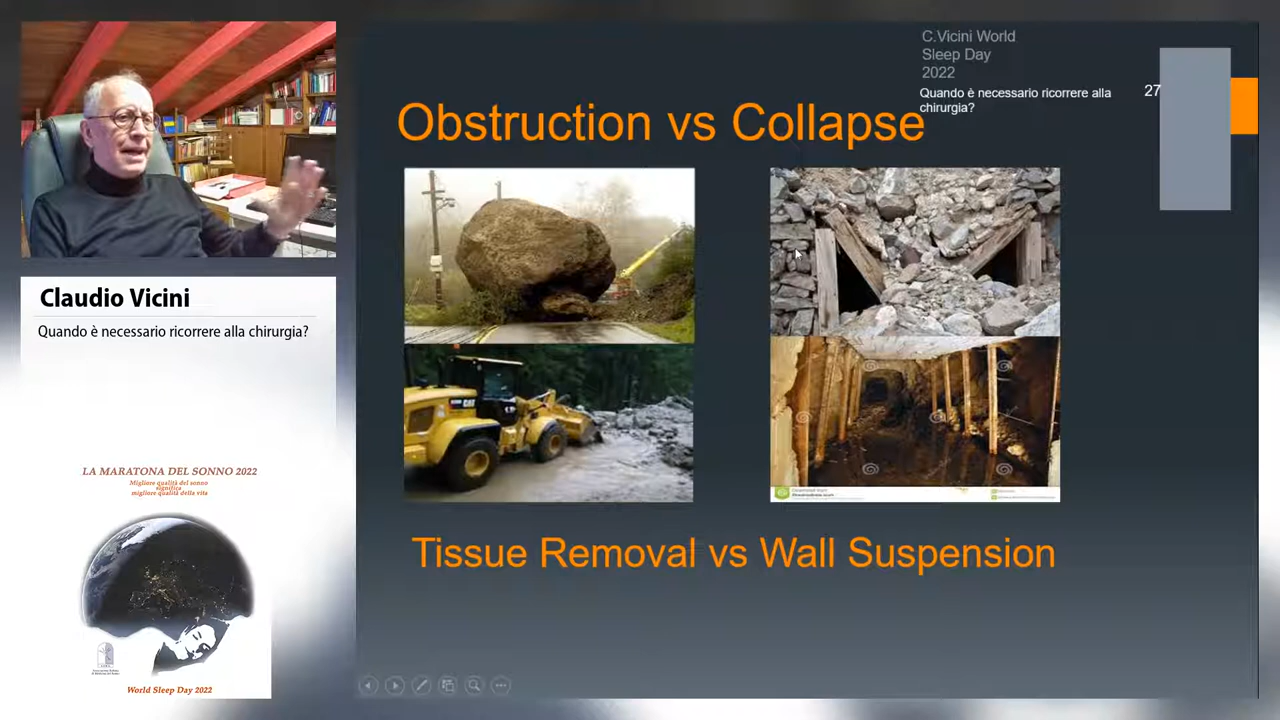 C.Vicini World
Sleep Day
2022
Quando è necessario ricorrere alla
chirurgia?
27
Obstruction vs Collapse
Claudio Vicini
Quando è necessario ricorrere alla chirurgia?
LA MARATONA DEL SONNO 2022
Migliore qualità del sonno
significa
migliore qualità della vita
World Sleep Day 2022
CAT
Tissue Removal vs Wall Suspension